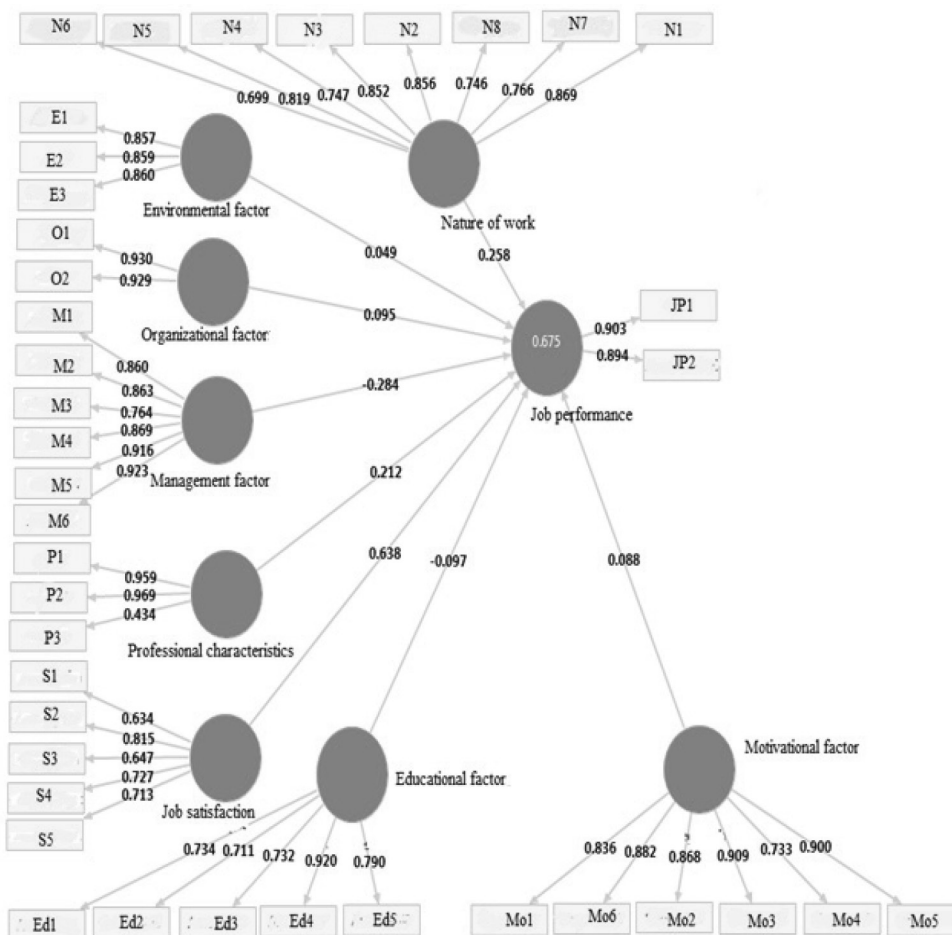 N6
N5
N4
N3
N2
N8
N7
N1
0.699
0.819
0.747
0.852
0.856
0.746
0.766
0.869
Nature of work
0.258
E1
E2
E3
0.857
0.859
0.860
Environmental factor
0.049
O1
O2
0.930
0.929
Organizational factor
0.095
M1
M2
M3
M4
M5
M6
0.860
0.863
0.764
0.869
0.916
0.923
Management factor
-0.284
0.675
Job performance
0.903
0.894
JP1
JP2
P1
P2
P3
0.959
0.969
0.434
Professional characteristics
0.212
S1
S2
S3
S4
S5
0.634
0.815
0.647
0.727
0.713
Job satisfaction
0.638
Educational factor
-0.097
0.734
0.711
0.732
0.920
0.790
Ed1
Ed2
Ed3
Ed4
Ed5
Motivational factor
0.088
0.836
0.882
0.868
0.909
0.733
0.900
Mo1
Mo6
Mo2
Mo3
Mo4
Mo5